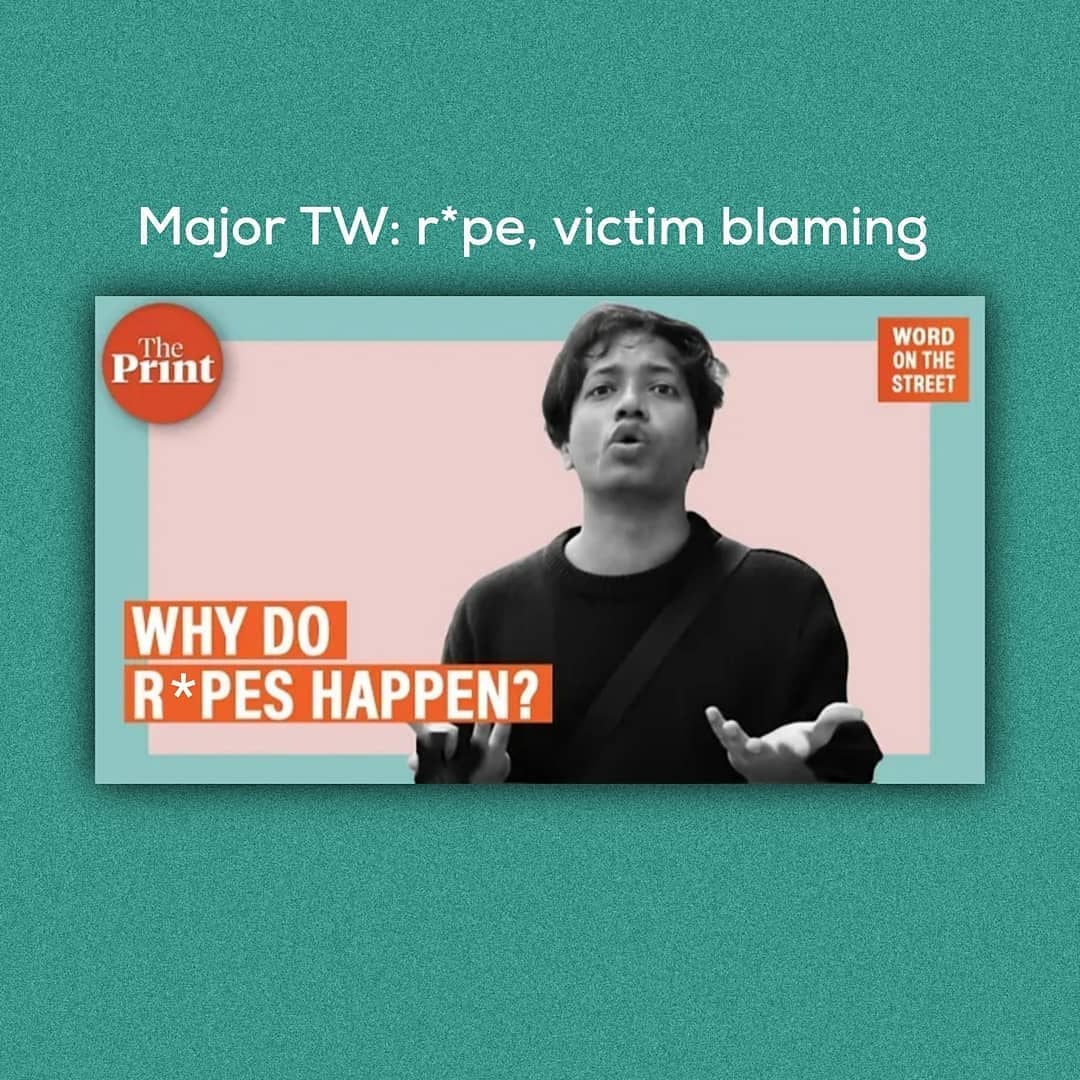 Major TW: r*pe, victim blaming
The
Print
WORD
ON THE
STREET
WHY DO
R*PES HAPPEN?